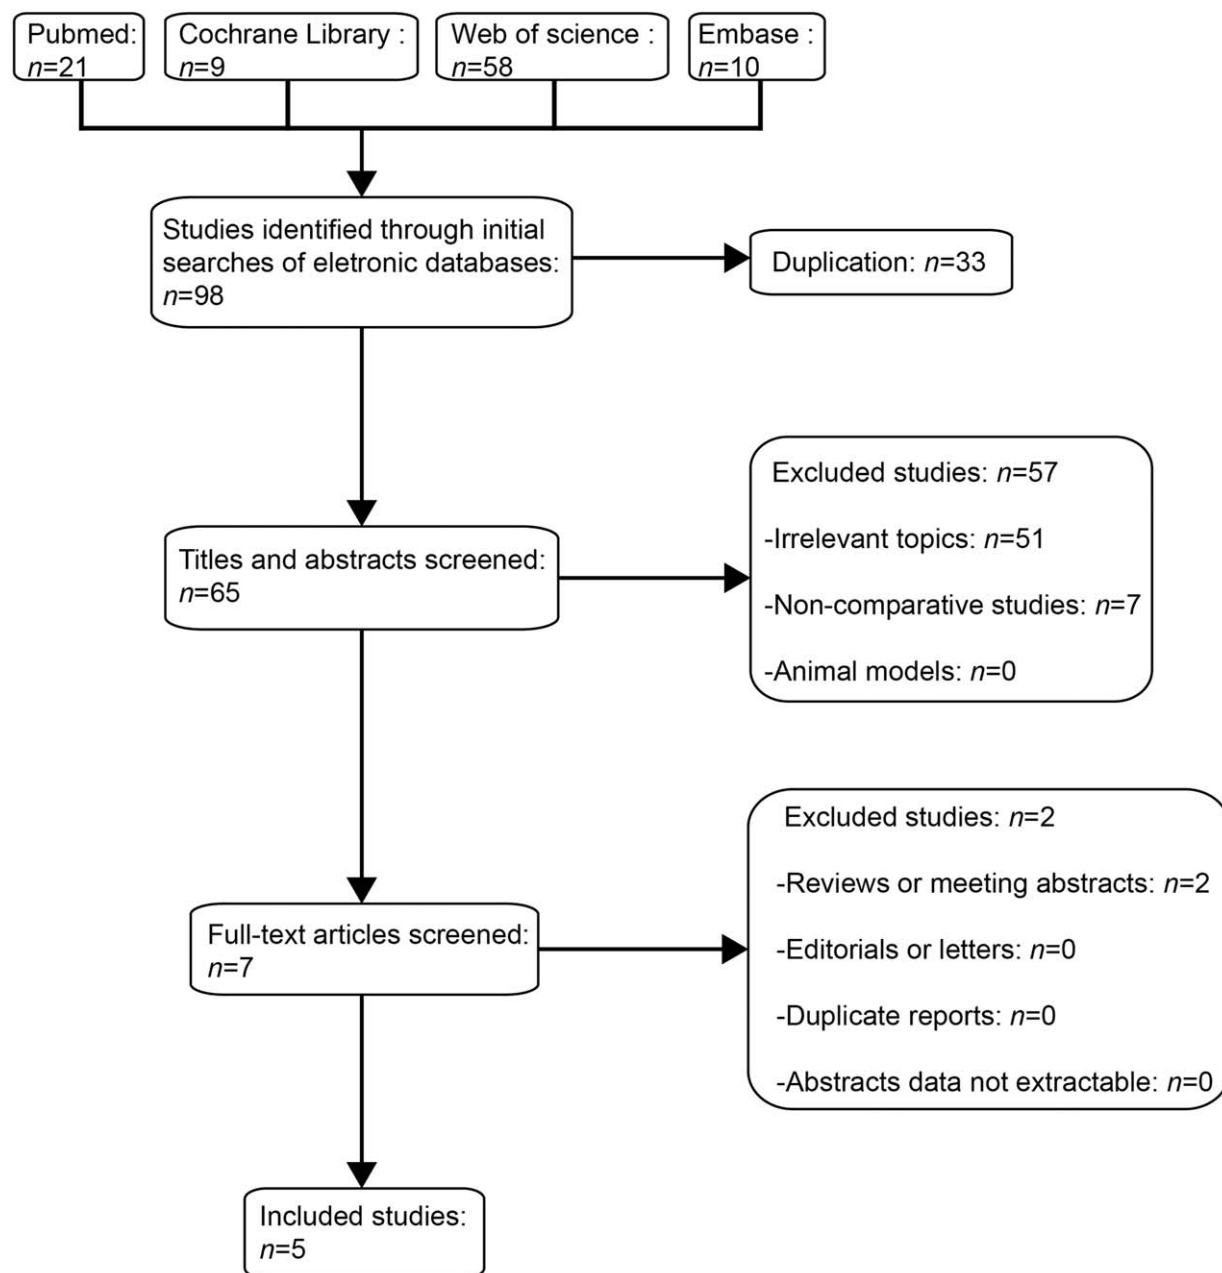 Pubmed:
n=21
Cochrane Library :
n=9
Web of science :
n=58
Embase :
n=10
Studies identified through initial
searches of eletronic databases:
n=98
Duplication: n=33
Titles and abstracts screened:
n=65
Excluded studies: n=57
-Irrelevant topics: n=51
-Non-comparative studies: n=7
-Animal models: n=0
Full-text articles screened:
n=7
Excluded studies: n=2
-Reviews or meeting abstracts: n=2
-Editorials or letters: n=0
-Duplicate reports: n=0
-Abstracts data not extractable: n=0
Included studies:
n=5